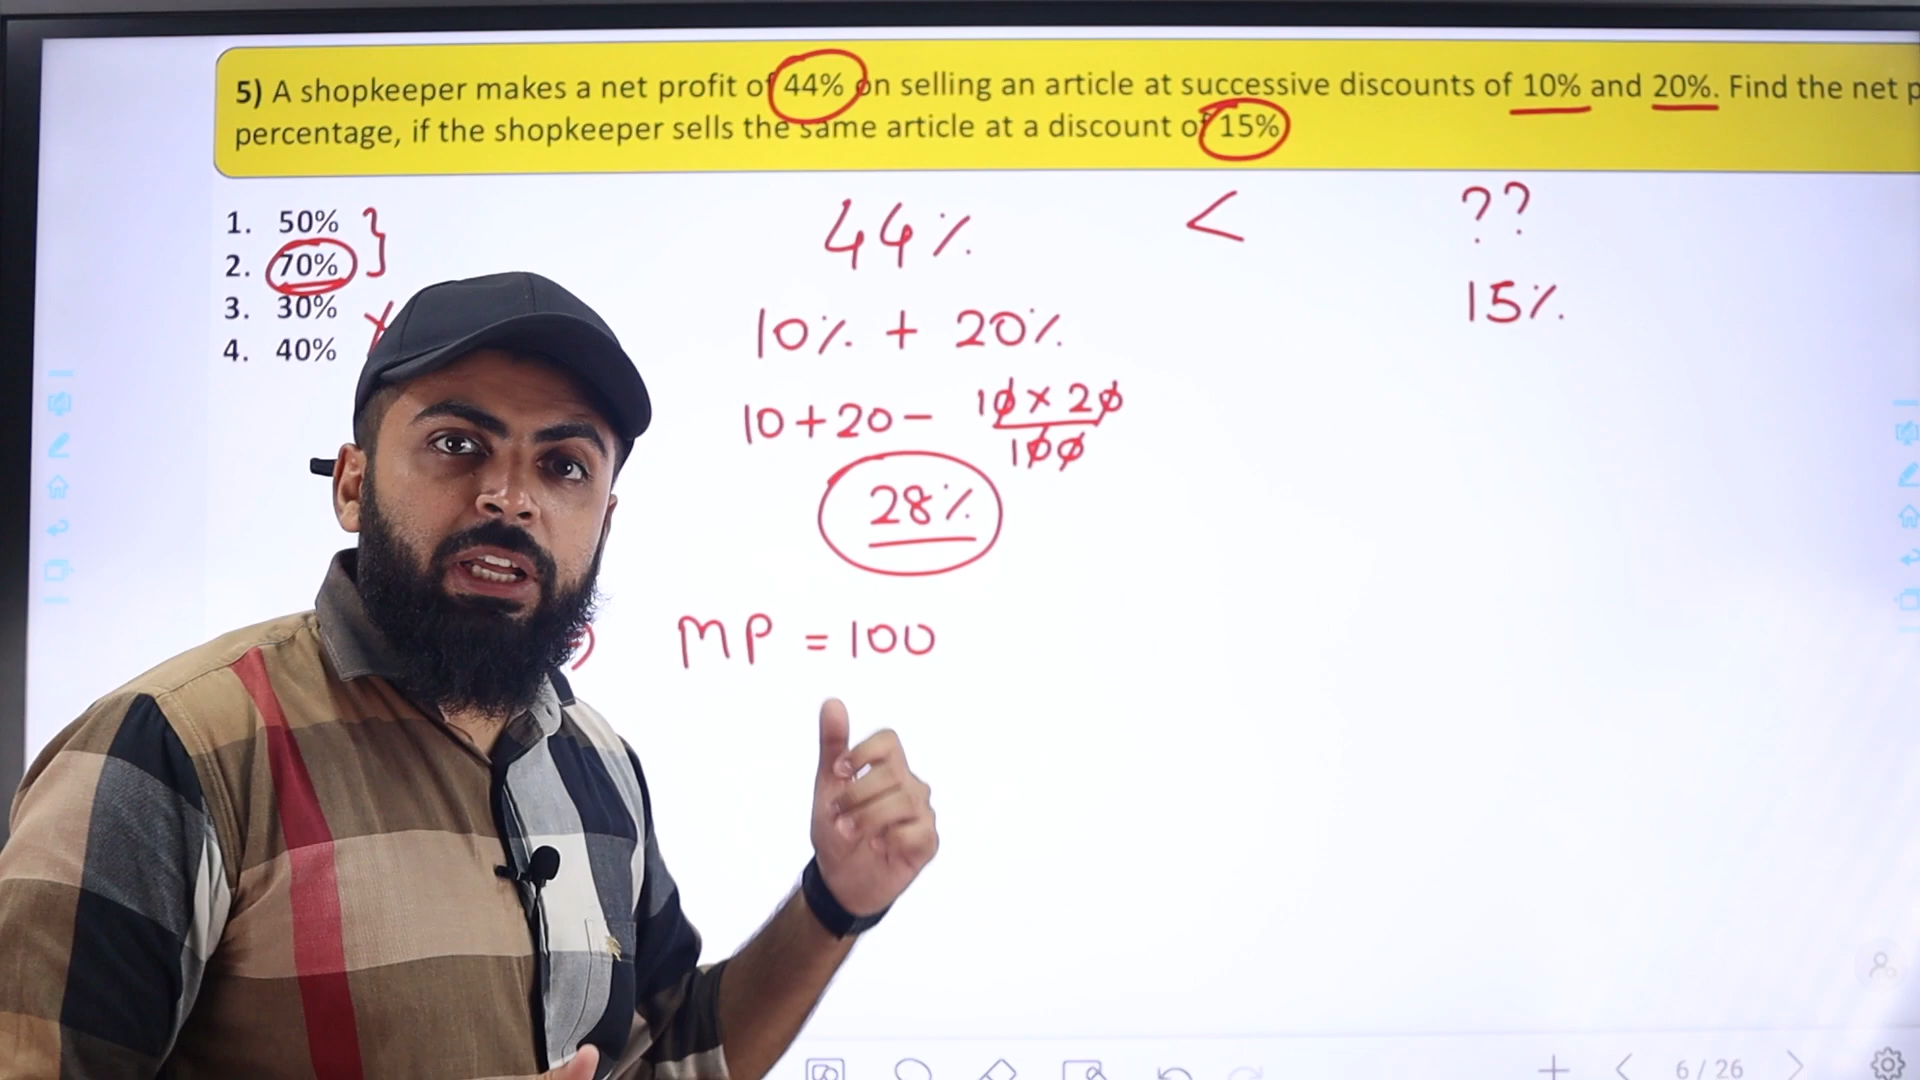 5) A shopkeeper makes a net profit of 44% on selling an article at successive discounts of 10% and 20%. Find the net p
percentage, if the shopkeeper sells the same article at a discount of 15%
1. 50%
2. 70%
3. 30%
4. 40%
44% < ??
10% + 20% 15%
10+20- 10 x 20
100
28%
MP = 100
6 / 26